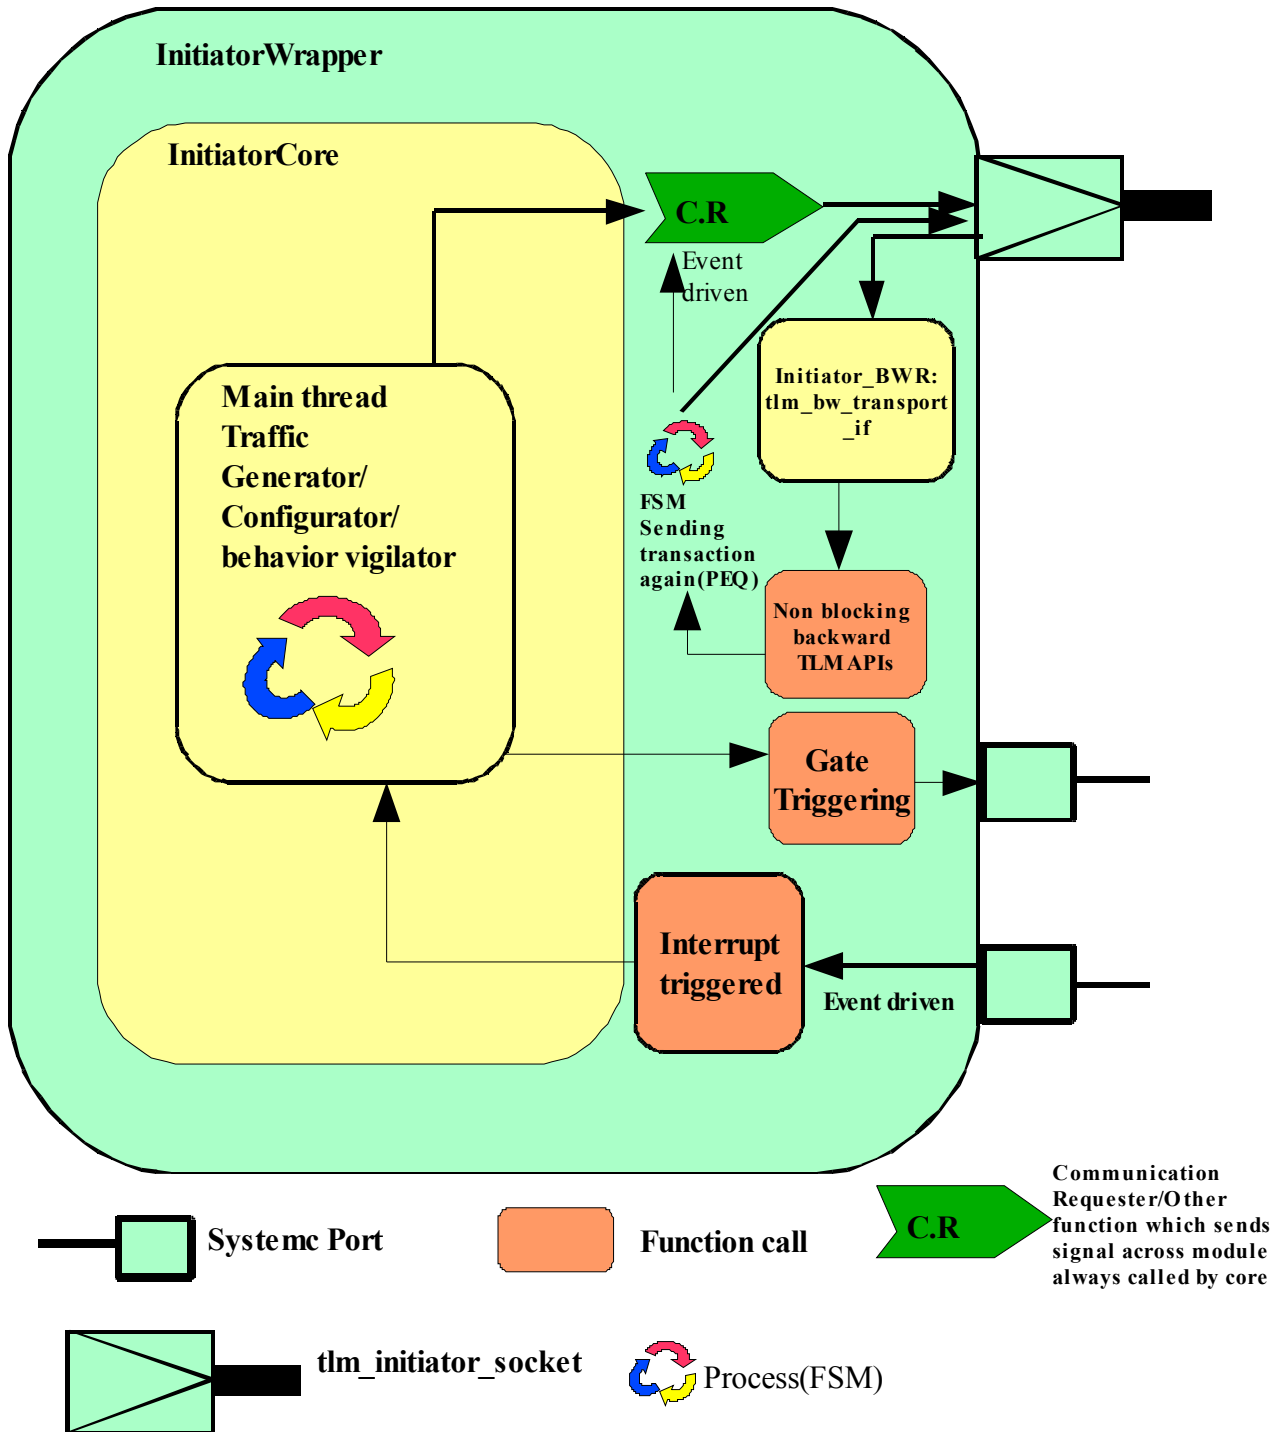 InitiatorWrapper
InitiatorCore
C.R
Event
driven
Main thread
Traffic
Generator/
Configurator/
behavior vigilator
Initiator_BWR:
tlm_bw_transport
_if
FSM
Sending
transaction
again(PEQ)
Non blocking
backward
TLM APIs
Gate
Triggering
Interrupt
triggered
Event driven
Systemc Port
Function call
C.R
Communication
Requester/Other
function which sends
signal across module
always called by core
tlm_initiator_socket
Process(FSM)